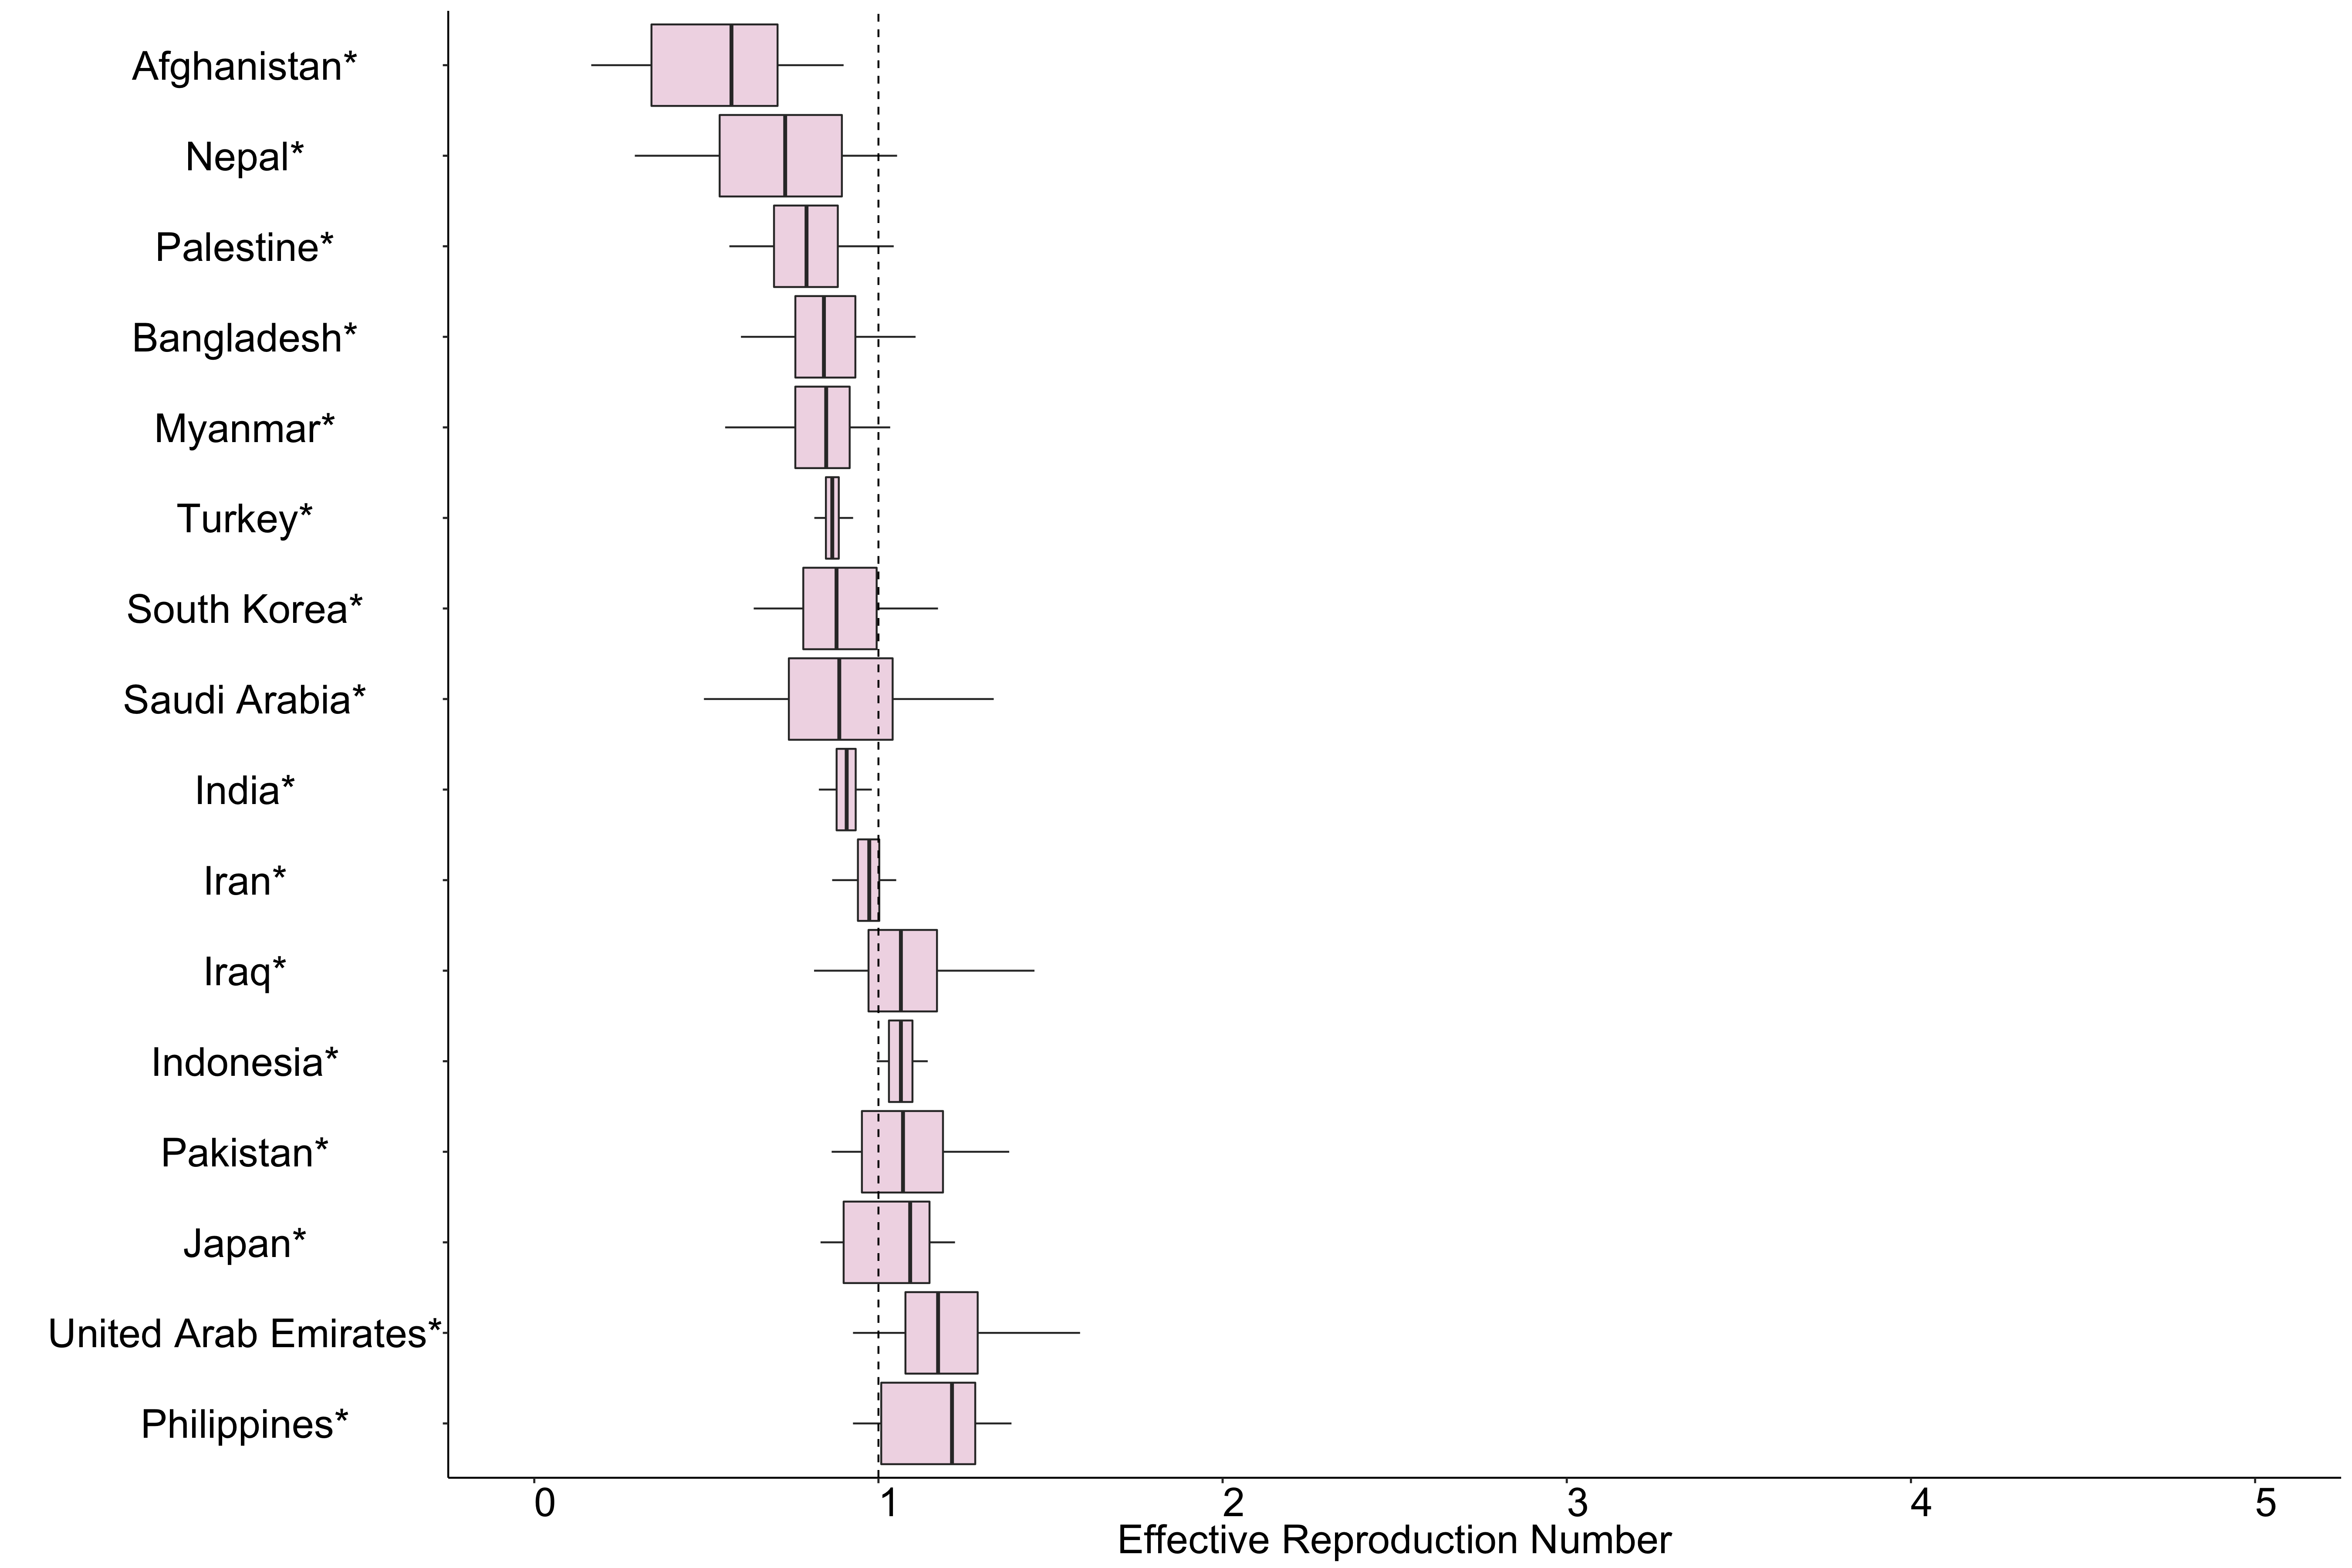 Afghanistan*
Nepal*
Palestine*
Bangladesh*
Myanmar*
Turkey*
South Korea*
Saudi Arabia*
India*
Iran*
Iraq*
Indonesia*
Pakistan*
Japan*
United Arab Emirates*
Philippines*
0 1 2 3 4 5
Effective Reproduction Number